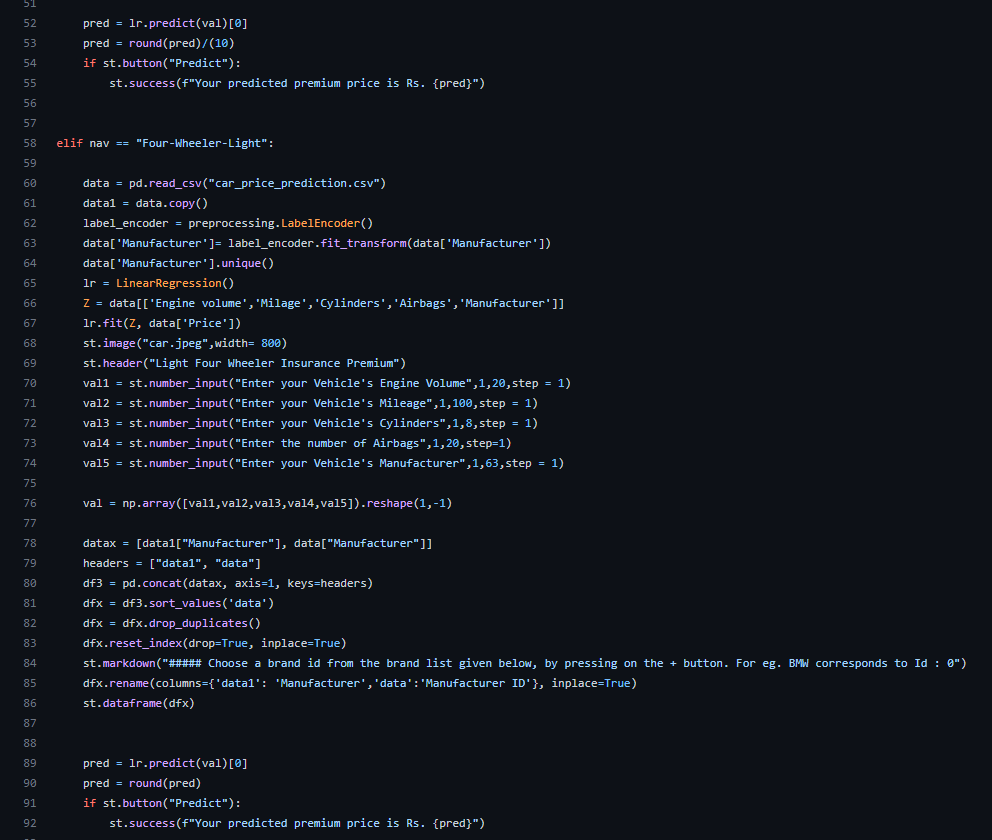 51
52 pred = lr.predict(val)[0]
53 pred = round(pred)/(10)
54 if st.button("Predict"):
55 st.success(f"Your predicted premium price is Rs. {pred}")
56
57
58 elif nav == "Four-Wheeler-Light":
59
60 data = pd.read_csv("car_price_prediction.csv")
61 data1 = data.copy()
62 label_encoder = preprocessing.LabelEncoder()
63 data['Manufacturer']= label_encoder.fit_transform(data['Manufacturer'])
64 data['Manufacturer'].unique()
65 lr = LinearRegression()
66 Z = data[['Engine volume','Milage','Cylinders','Airbags','Manufacturer']]
67 lr.fit(Z, data['Price'])
68 st.image("car.jpeg",width= 800)
69 st.header("Light Four Wheeler Insurance Premium")
70 val1 = st.number_input("Enter your Vehicle's Engine Volume",1,20,step = 1)
71 val2 = st.number_input("Enter your Vehicle's Mileage",1,100,step = 1)
72 val3 = st.number_input("Enter your Vehicle's Cylinders",1,8,step = 1)
73 val4 = st.number_input("Enter the number of Airbags",1,20,step=1)
74 val5 = st.number_input("Enter your Vehicle's Manufacturer",1,63,step = 1)
75
76 val = np.array([val1,val2,val3,val4,val5]).reshape(1,-1)
77
78 datax = [data1["Manufacturer"], data["Manufacturer"]]
79 headers = ["data1", "data"]
80 df3 = pd.concat(datax, axis=1, keys=headers)
81 dfx = df3.sort_values('data')
82 dfx = dfx.drop_duplicates()
83 dfx.reset_index(drop=True, inplace=True)
84 st.markdown("##### Choose a brand id from the brand list given below, by pressing on the + button. For eg. BMW corresponds to Id : 0")
85 dfx.rename(columns={'data1': 'Manufacturer','data':'Manufacturer ID'}, inplace=True)
86 st.dataframe(dfx)
87
88
89 pred = lr.predict(val)[0]
90 pred = round(pred)
91 if st.button("Predict"):
92 st.success(f"Your predicted premium price is Rs. {pred}")